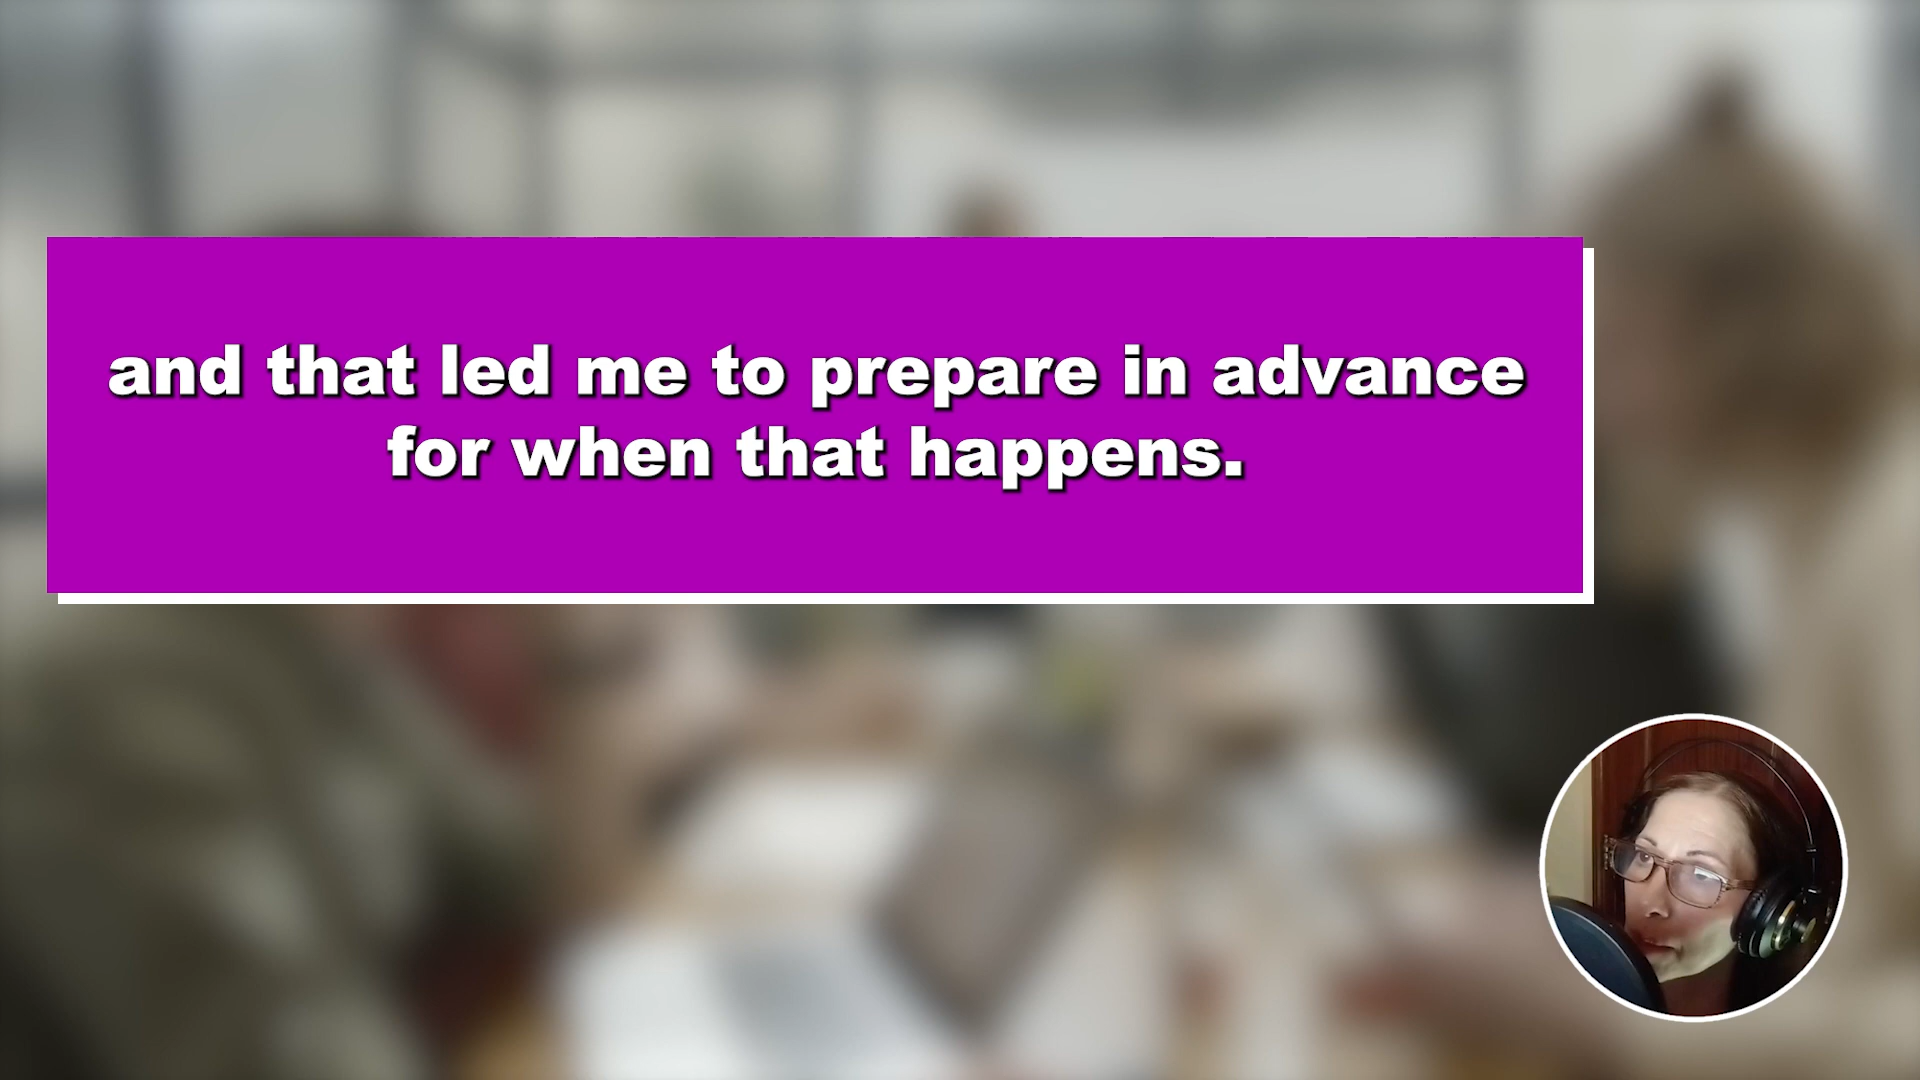 and that led me to prepare in advance
for when that happens.